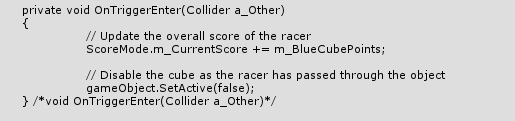 private void OnTriggerEnter(Collider a_Other)
{
// Update the overall score of the racer
ScoreMode.m_CurrentScore += m_BlueCubePoints;
// Disable the cube as the racer has passed through the object
gameObject.SetActive(false);
} /*void OnTriggerEnter(Collider a_Other)*/